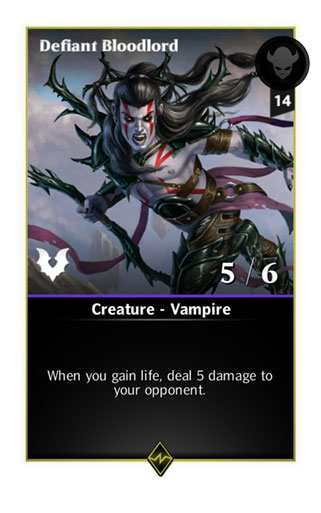 Defiant Bloodlord
14
5 / 6
Creature - Vampire
When you gain life, deal 5 damage to
your opponent.